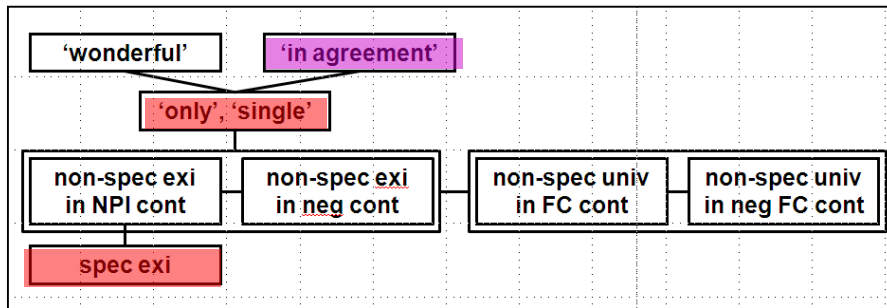 ‘wonderful’
‘in agreement’
‘only’, ‘single’
non-spec exi
in NPI cont
non-spec exi
in neg cont
non-spec univ
in FC cont
non-spec univ
in neg FC cont
spec exi